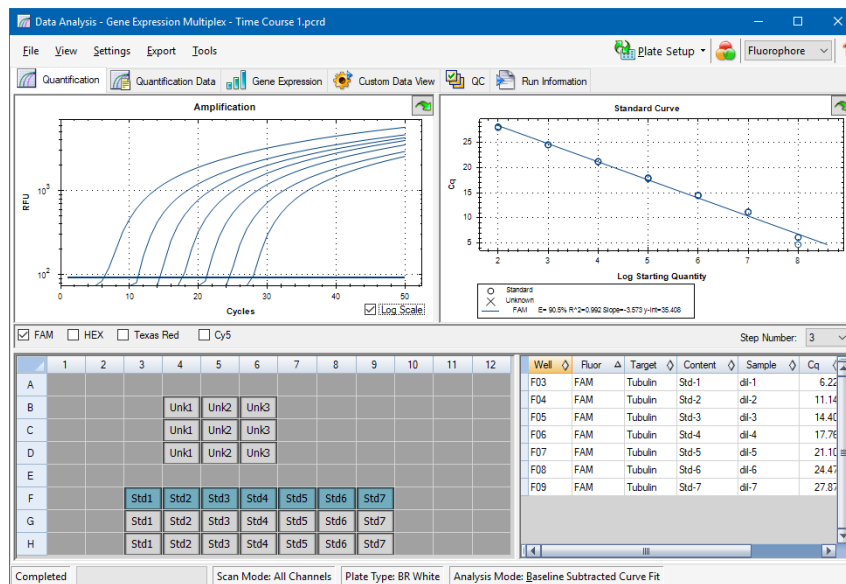 Data Analysis - Gene Expression Multiplex - Time Course 1.pcrd
File View Settings Export Tools Plate Setup Fluorophore
Quantification Quantification Data Gene Expression Custom Data View QC Run Information
Amplification
RFU
10^3
10^2
0 10 20 30 40 50
Cycles
Log Scale
Standard Curve
Cq
25
20
15
10
5
2 3 4 5 6 7 8
Log Starting Quantity
Standard
Unknown
FAM E= 90.5% R^2=0.992 Slope=-3.573 y-int=35.408
FAM HEX Texas Red Cy5 Step Number: 3
1 2 3 4 5 6 7 8 9 10 11 12
A
B Unk1 Unk2 Unk3
C Unk1 Unk2 Unk3
D Unk1 Unk2 Unk3
E
F Std1 Std2 Std3 Std4 Std5 Std6 Std7
G Std1 Std2 Std3 Std4 Std5 Std6 Std7
H Std1 Std2 Std3 Std4 Std5 Std6 Std7
Well Fluor Target Content Sample Cq
F03 FAM Tubulin Std-1 dil-1 6.22
F04 FAM Tubulin Std-2 dil-2 11.14
F05 FAM Tubulin Std-3 dil-3 14.40
F06 FAM Tubulin Std-4 dil-4 17.76
F07 FAM Tubulin Std-5 dil-5 21.10
F08 FAM Tubulin Std-6 dil-6 24.47
F09 FAM Tubulin Std-7 dil-7 27.87
Completed Scan Mode: All Channels Plate Type: BR White Analysis Mode: Baseline Subtracted Curve Fit